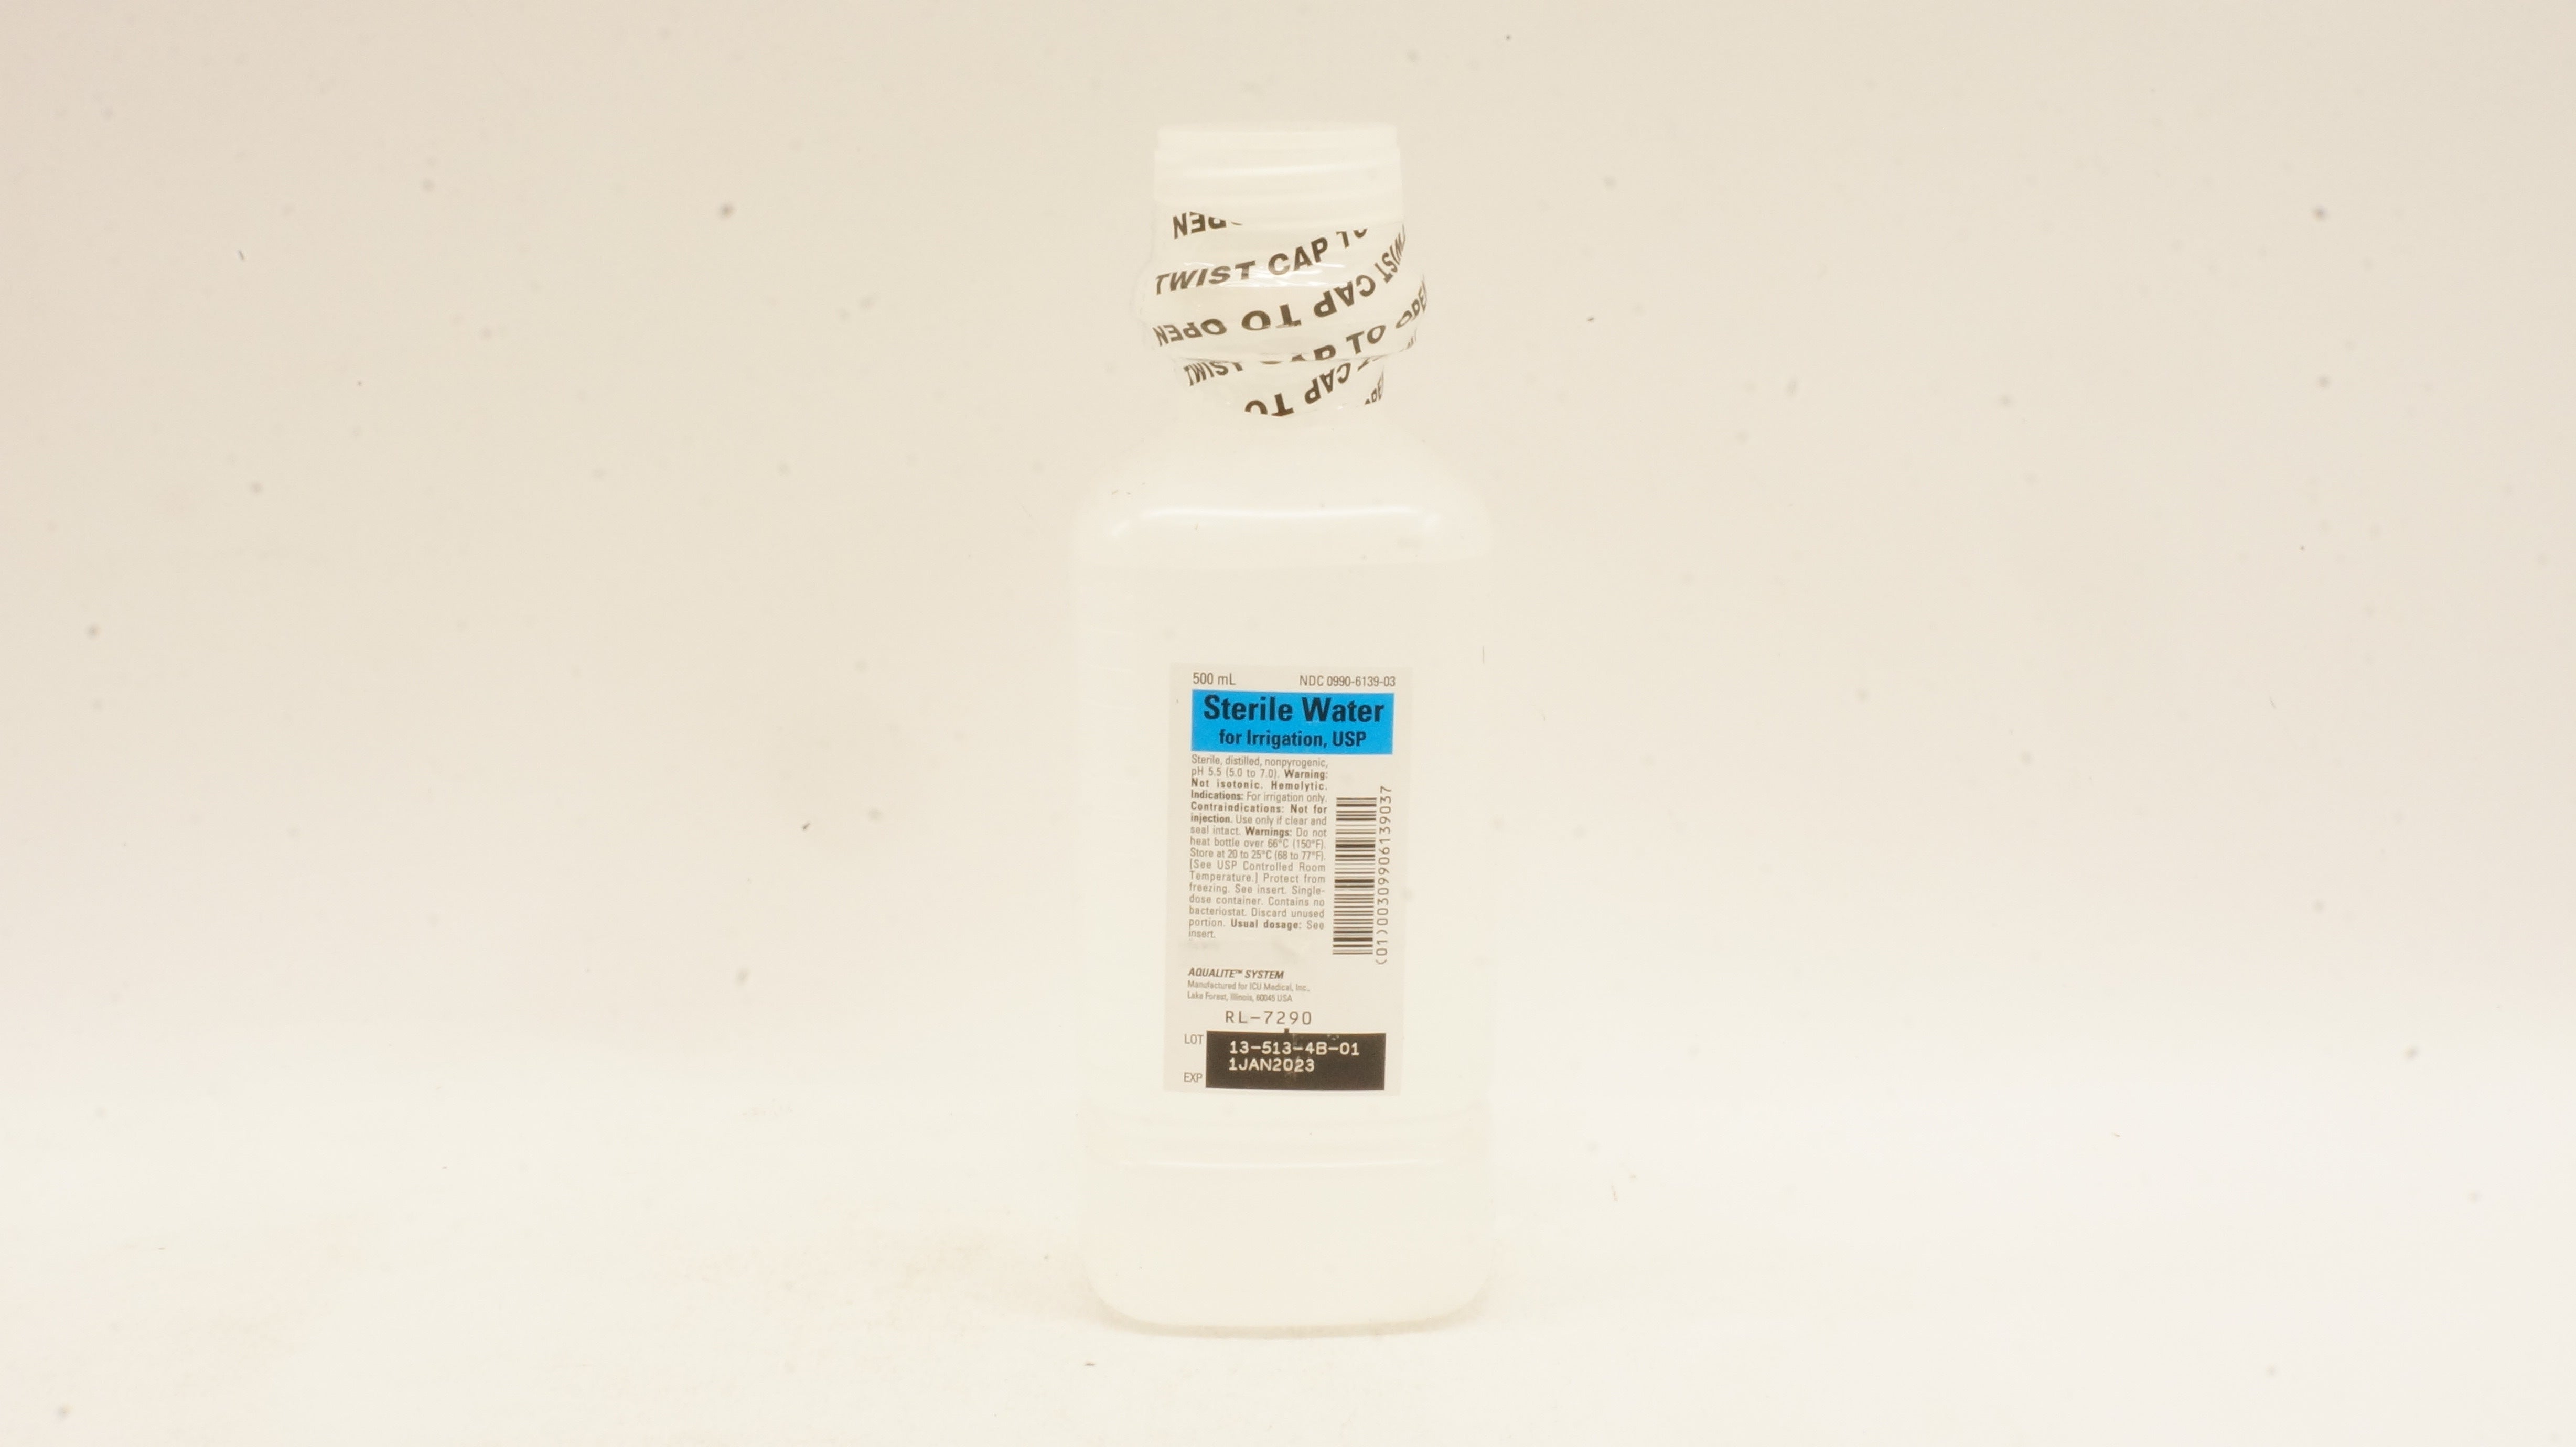 OPEN
TWIST CAP TO
TWIST CAP TO OPEN
TWIST CAP TO OPEN
CAP TO
500 mL NDC 0990-6139-03
Sterile Water
for Irrigation, USP
Sterile, distilled, nonpyrogenic,
pH 5.5 (5.0 to 7.0). Warning:
Not isotonic. Hemolytic.
Indications: For irrigation only.
Contraindications: Not for
injection. Use only if clear and
seal intact. Warnings: Do not
heat bottle over 66°C (150°F).
Store at 20 to 25°C (68 to 77°F).
[See USP Controlled Room
Temperature.] Protect from
freezing. See insert. Single-
dose container. Contains no
bacteriostat. Discard unused
portion. Usual dosage: See
insert.
(01)00309906139037
AQUALITE™ SYSTEM
Manufactured for ICU Medical, Inc.,
Lake Forest, Illinois, 60045 USA
RL-7290
LOT 13-513-4B-01
EXP 1JAN2023